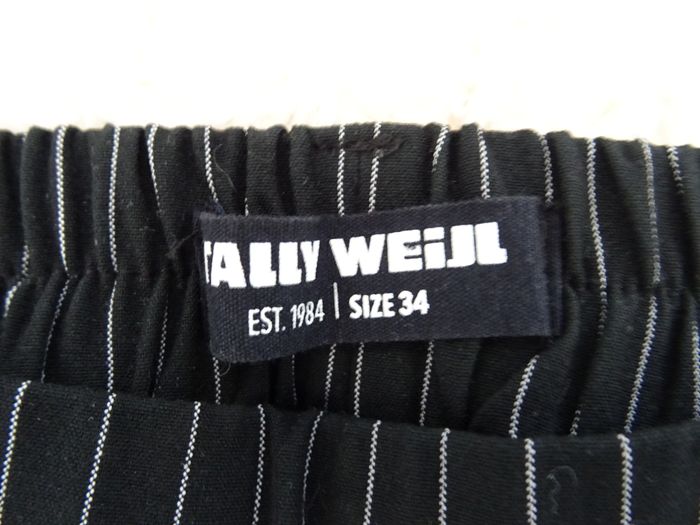 TALLY WEiJL
EST. 1984 | SIZE 34